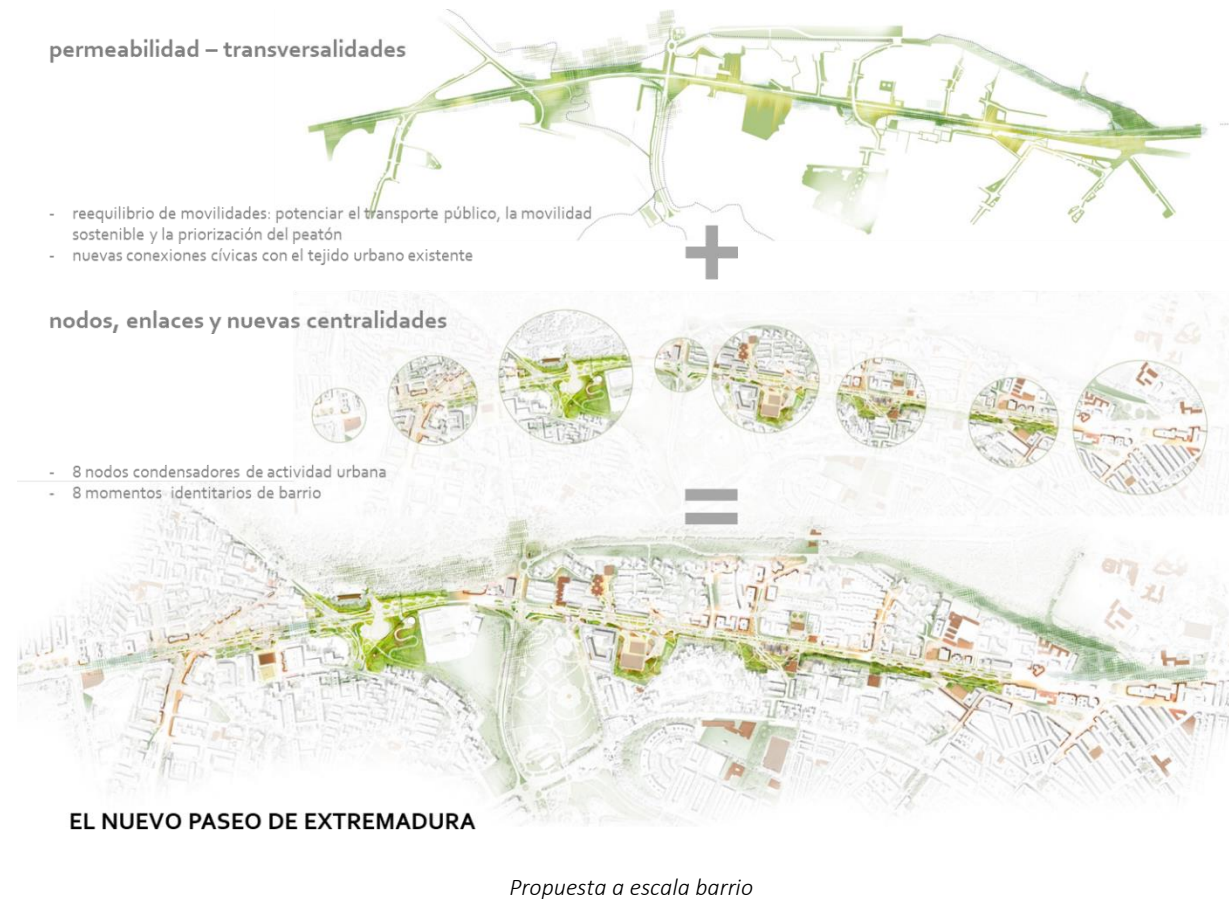 permeabilidad – transversalidades
- reequilibrio de movilidades: potenciar el transporte público, la movilidad
sostenible y la priorización del peatón
- nuevas conexiones cívicas con el tejido urbano existente
+
nodos, enlaces y nuevas centralidades
- 8 nodos condensadores de actividad urbana
- 8 momentos identitarios de barrio
=
EL NUEVO PASEO DE EXTREMADURA
Propuesta a escala barrio